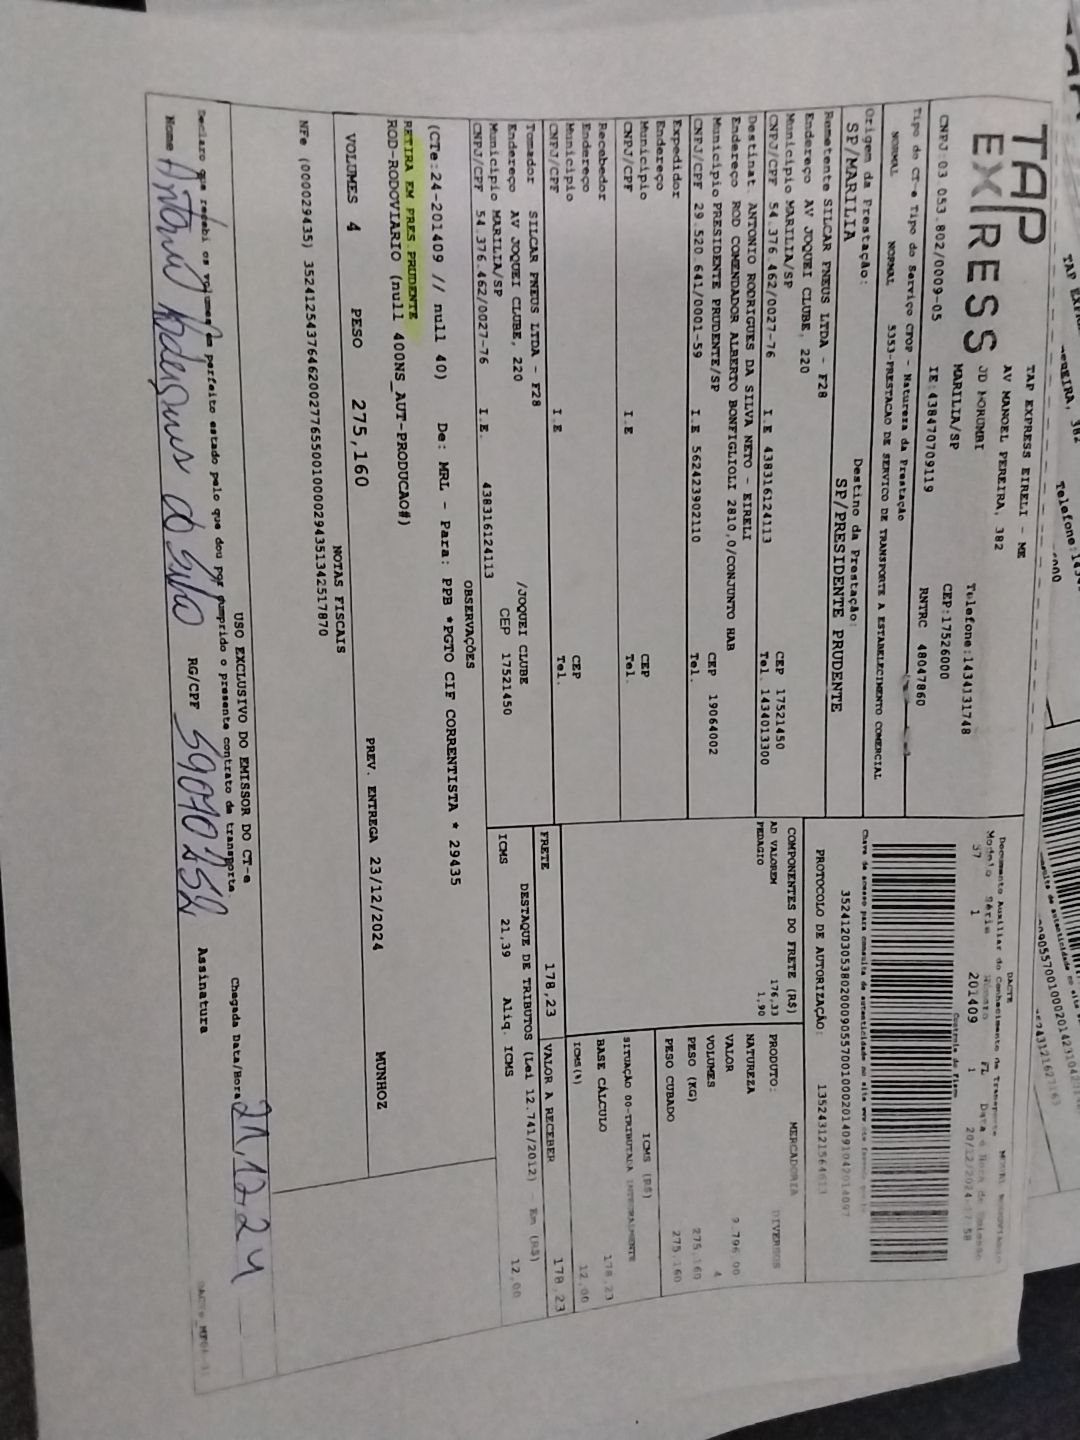 TAP
EXPRESS
TAP EXPRESS EIRELI - ME
AV MANOEL PEREIRA, 382
JD MORUMBI
MARILIA/SP
Telefone:1434131748
CEP:17526000
CNPJ:03 053.802/0009-05 IE:438470709119 RNTRC 48047860
Tipo do CT-e Tipo do Serviço CFOP - Natureza da Prestação
NORMAL NORMAL 5353-PRESTACAO DE SERVICO DE TRANSPORTE A ESTABELECIMENTO COMERCIAL
Origem da Prestação: Destino da Prestação:
SP/MARILIA SP/PRESIDENTE PRUDENTE
Remetente SILCAR PNEUS LTDA - F28
Endereço AV JOQUEI CLUBE, 220
Município MARILIA/SP CEP 17521450
CNPJ/CPF 54.376.462/0027-76 I.E 438316124113 Tel. 1434013300
Destinat. ANTONIO RODRIGUES DA SILVA NETO - EIRELI
Endereço ROD COMENDADOR ALBERTO BONFIGLIOLI 2810,0/CONJUNTO HAB
Município PRESIDENTE PRUDENTE/SP CEP 19064002
CNPJ/CPF 29.520.641/0001-59 I.E 562423902110 Tel.
Expedidor
Endereço
Município CEP
CNPJ/CPF I.E Tel.
Recebedor
Endereço
Município CEP
CNPJ/CPF I.E Tel.
Tomador SILCAR PNEUS LTDA - F28
Endereço AV JOQUEI CLUBE, 220 /JOQUEI CLUBE
Município MARILIA/SP CEP 17521450
CNPJ/CPF 54.376.462/0027-76 I.E. 438316124113
DACTE
Documento Auxiliar do Conhecimento de Transporte
Modelo Série Número FL Data e Hora de Emissão
57 1 201409 1 20/12/2024
Controle do Fisco
Chave de acesso para consulta de autenticidade no site
PROTOCOLO DE AUTORIZAÇÃO:
COMPONENTES DO FRETE (R$)
AD VALOREM 176,33
PEDAGIO 1,90
PRODUTO: MERCADORIA
NATUREZA DIVERSOS
VALOR 9.796 00
VOLUMES 4
PESO (KG) 275.160
PESO CUBADO 275.160
ICMS (R$)
SITUAÇÃO 00-TRIBUTADA INTEGRALMENTE
BASE CÁLCULO 178,23
ICMS(%) 12,00
FRETE 178,23 VALOR A RECEBER 178,23
DESTAQUE DE TRIBUTOS (Lei 12.741/2012) - Em (R$)
ICMS 21,39 Aliq. ICMS 12,00
OBSERVAÇÕES
(CTe:24-201409 // null 40) De: MRL - Para: PPB *PGTO CIF CORRENTISTA * 29435
RETIRA EM PRES.PRUDENTE
ROD-RODOVIARIO (null 400NS_AUT-PRODUCAO#)
VOLUMES 4 PESO 275,160 PREV. ENTREGA 23/12/2024 MUNHOZ
NOTAS FISCAIS
NFe (000029435) 35241254376462002776550010000294351342517870
USO EXCLUSIVO DO EMISSOR DO CT-e
Declaro que recebi os volumes em perfeito estado pelo que dou por cumprido o presente contrato de transporte.
Chegada Data/Hora 21.12.24
Nome Antonio Rodrigues da Silva RG/CPF Assinatura